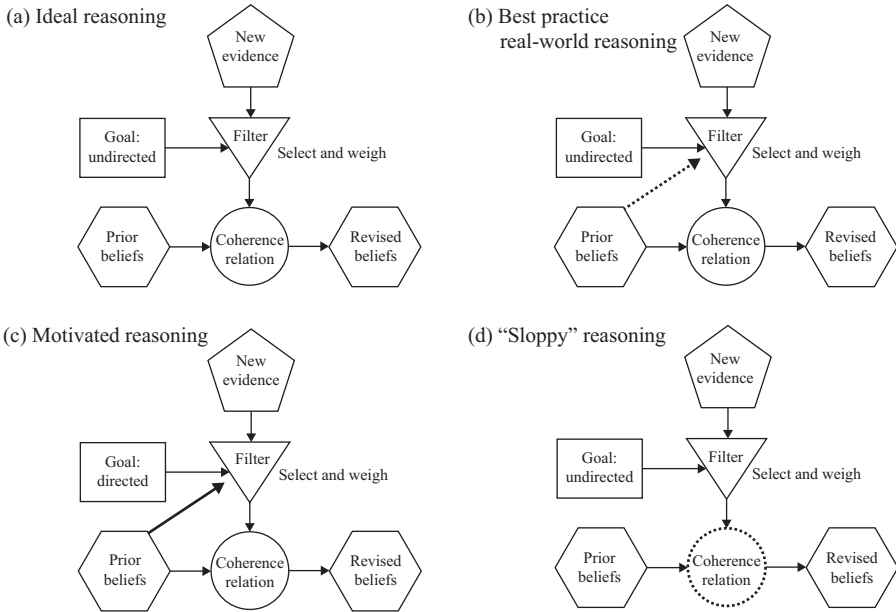 (a) Ideal reasoning
New
evidence
Goal:
undirected
Filter
Select and weigh
Prior
beliefs
Coherence
relation
Revised
beliefs
(b) Best practice
real-world reasoning
New
evidence
Goal:
undirected
Filter
Select and weigh
Prior
beliefs
Coherence
relation
Revised
beliefs
(c) Motivated reasoning
New
evidence
Goal:
directed
Filter
Select and weigh
Prior
beliefs
Coherence
relation
Revised
beliefs
(d) “Sloppy” reasoning
New
evidence
Goal:
undirected
Filter
Select and weigh
Prior
beliefs
Coherence
relation
Revised
beliefs